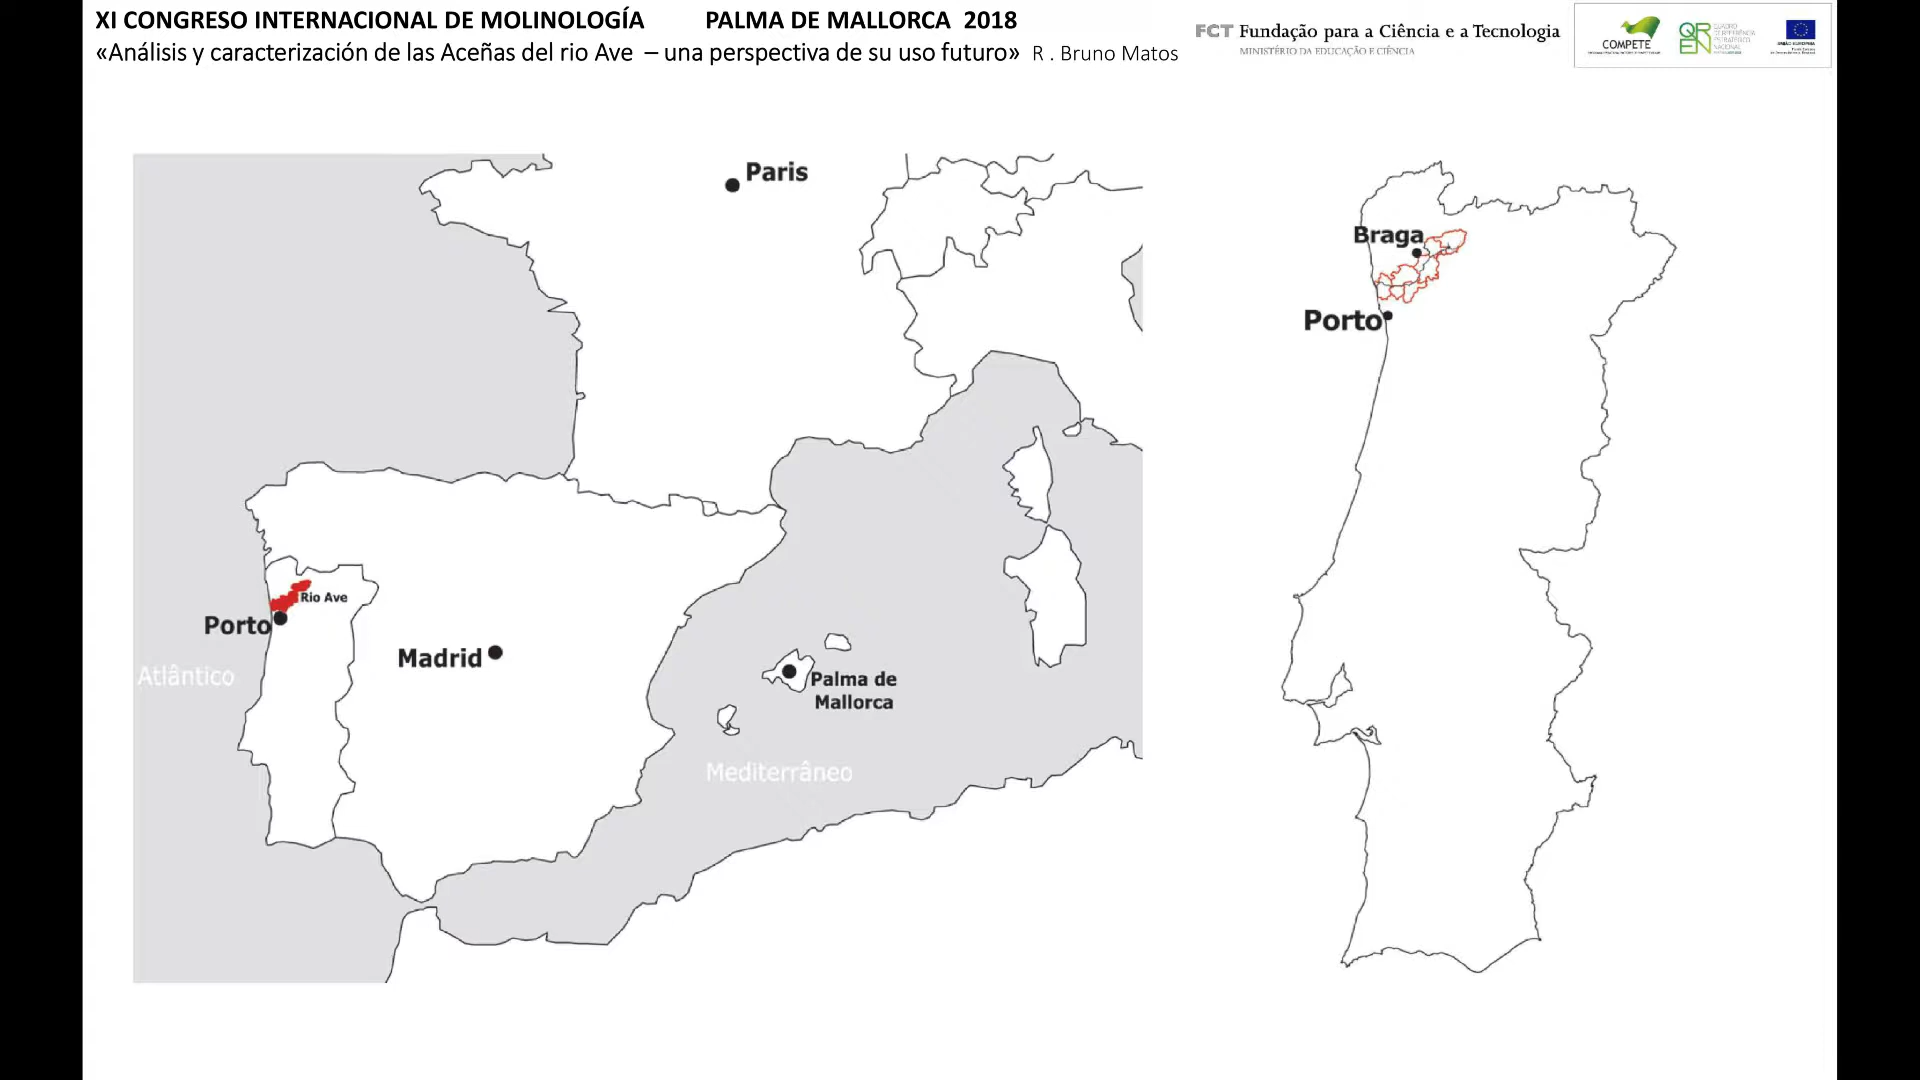 XI CONGRESO INTERNACIONAL DE MOLINOLOGÍA PALMA DE MALLORCA 2018
«Análisis y caracterización de las Aceñas del rio Ave – una perspectiva de su uso futuro» R . Bruno Matos
FCT Fundação para a Ciência e a Tecnologia
MINISTÉRIO DA EDUCAÇÃO E CIÊNCIA
COMPETE
QREN
Paris
Rio Ave
Porto
Madrid
Atlântico
Palma de
Mallorca
Mediterrâneo
Braga
Porto